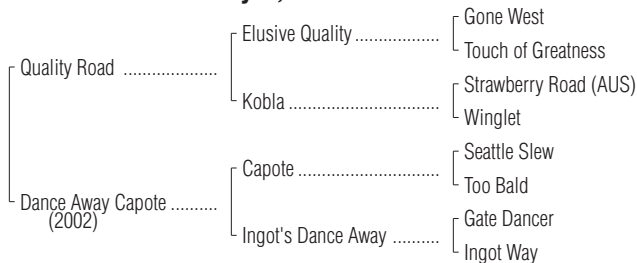 Gone West
Elusive Quality ..................
Touch of Greatness
Quality Road ....................
Strawberry Road (AUS)
Kobla ................................
Winglet
Seattle Slew
Capote ..............................
Too Bald
Dance Away Capote ..........
(2002)
Gate Dancer
Ingot's Dance Away ..........
Ingot Way